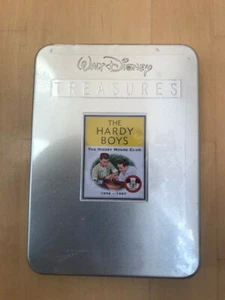 Walt Disney
TREASURES
THE
HARDY
BOYS
THE MICKEY MOUSE CLUB
1956 - 1957